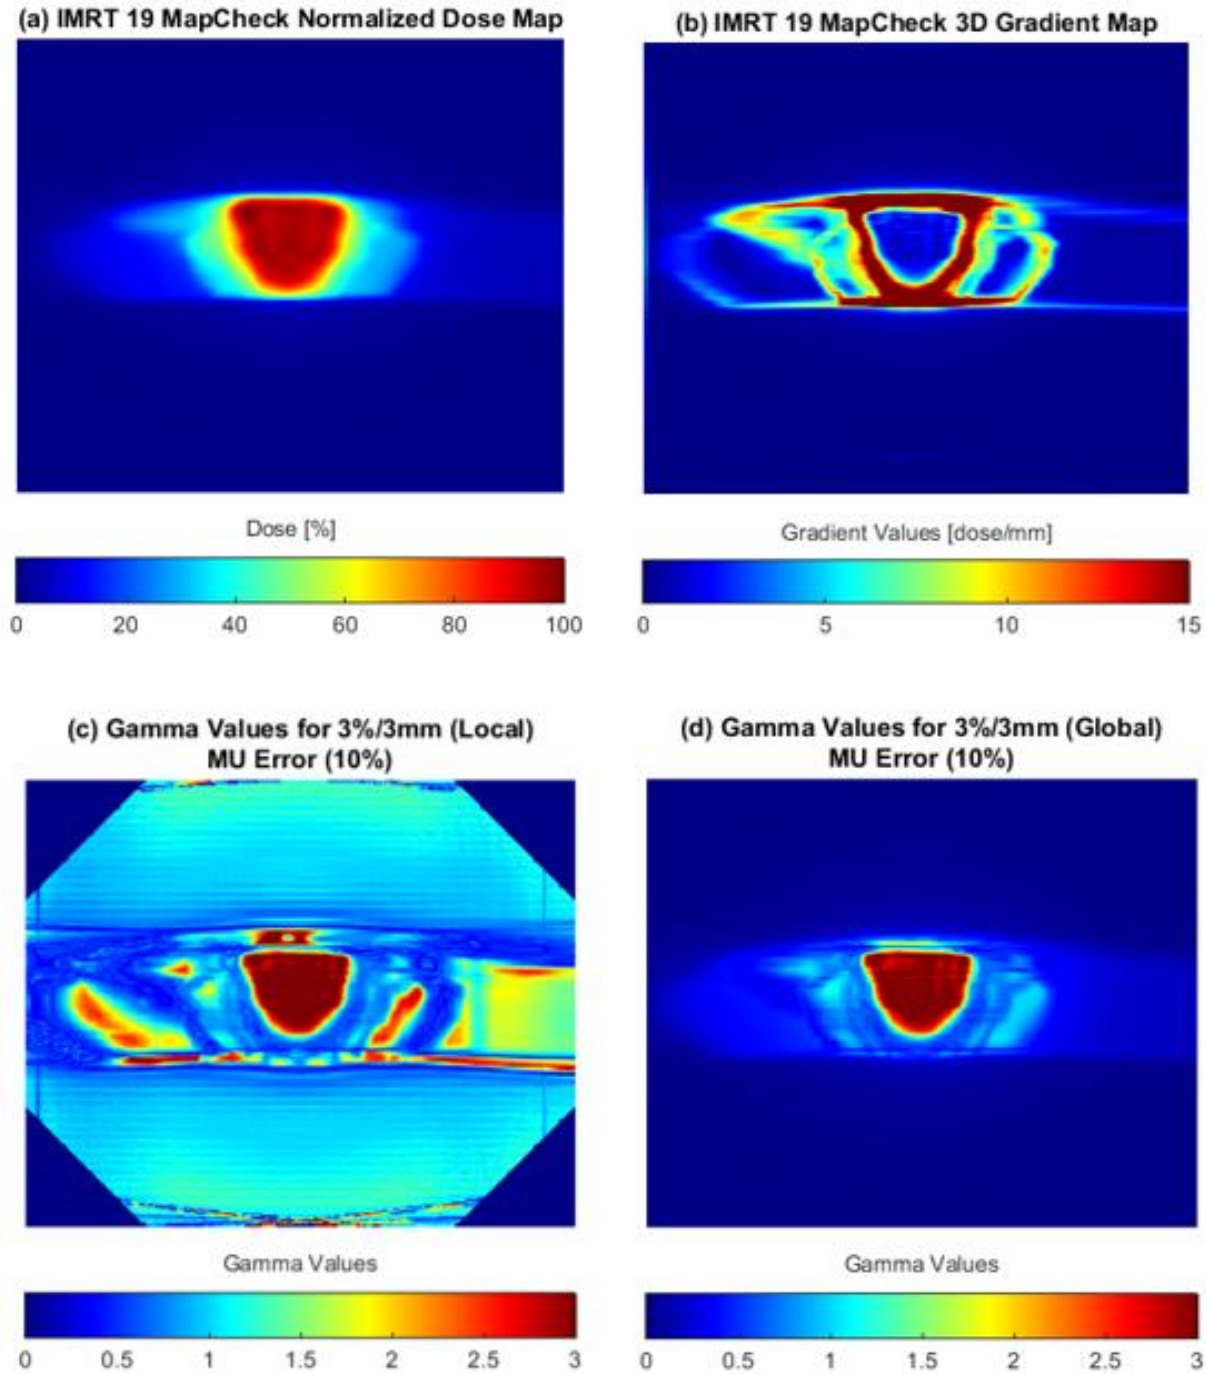 (a) IMRT 19 MapCheck Normalized Dose Map
(b) IMRT 19 MapCheck 3D Gradient Map
Dose [%]
0 20 40 60 80 100
Gradient Values [dose/mm]
0 5 10 15
(c) Gamma Values for 3%/3mm (Local)
MU Error (10%)
(d) Gamma Values for 3%/3mm (Global)
MU Error (10%)
Gamma Values
0 0.5 1 1.5 2 2.5 3
Gamma Values
0 0.5 1 1.5 2 2.5 3